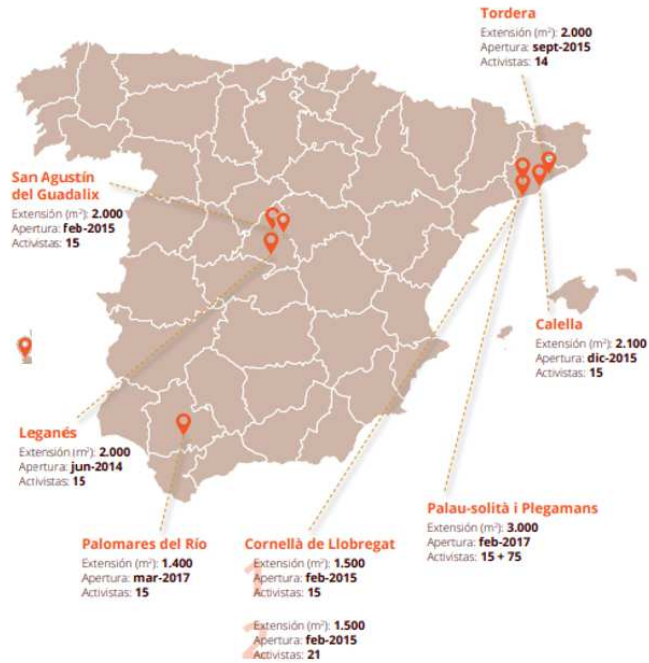 Tordera
Extensión (m²): 2.000
Apertura: sept-2015
Activistas: 14
San Agustín
del Guadalix
Extensión (m²): 2.000
Apertura: feb-2015
Activistas: 15
Calella
Extensión (m²): 2.100
Apertura: dic-2015
Activistas: 15
Leganés
Extensión (m²): 2.000
Apertura: jun-2014
Activistas: 15
Palau-solità i Plegamans
Extensión (m²): 3.000
Apertura: feb-2017
Activistas: 15 + 75
Palomares del Río
Extensión (m²): 1.400
Apertura: mar-2017
Activistas: 15
Cornellà de Llobregat
1
Extensión (m²): 1.500
Apertura: feb-2015
Activistas: 15
2
Extensión (m²): 1.500
Apertura: feb-2015
Activistas: 21